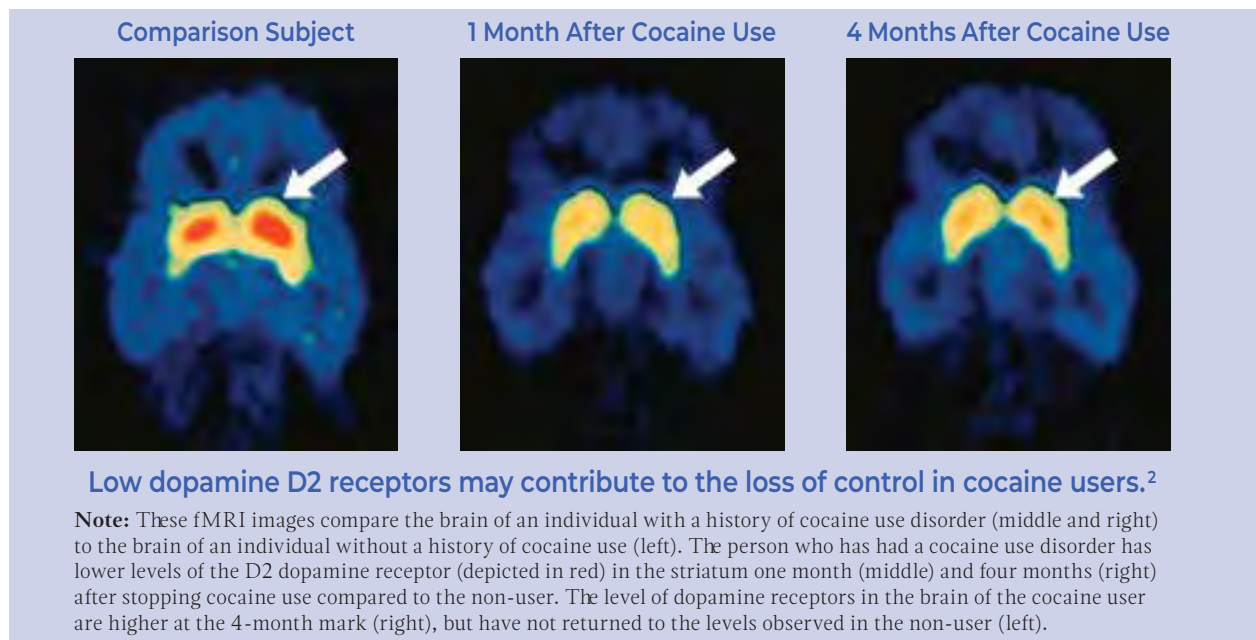 Comparison Subject
1 Month After Cocaine Use
4 Months After Cocaine Use
Low dopamine D2 receptors may contribute to the loss of control in cocaine users.²
Note: These fMRI images compare the brain of an individual with a history of cocaine use disorder (middle and right)
to the brain of an individual without a history of cocaine use (left). The person who has had a cocaine use disorder has
lower levels of the D2 dopamine receptor (depicted in red) in the striatum one month (middle) and four months (right)
after stopping cocaine use compared to the non-user. The level of dopamine receptors in the brain of the cocaine user
are higher at the 4-month mark (right), but have not returned to the levels observed in the non-user (left).